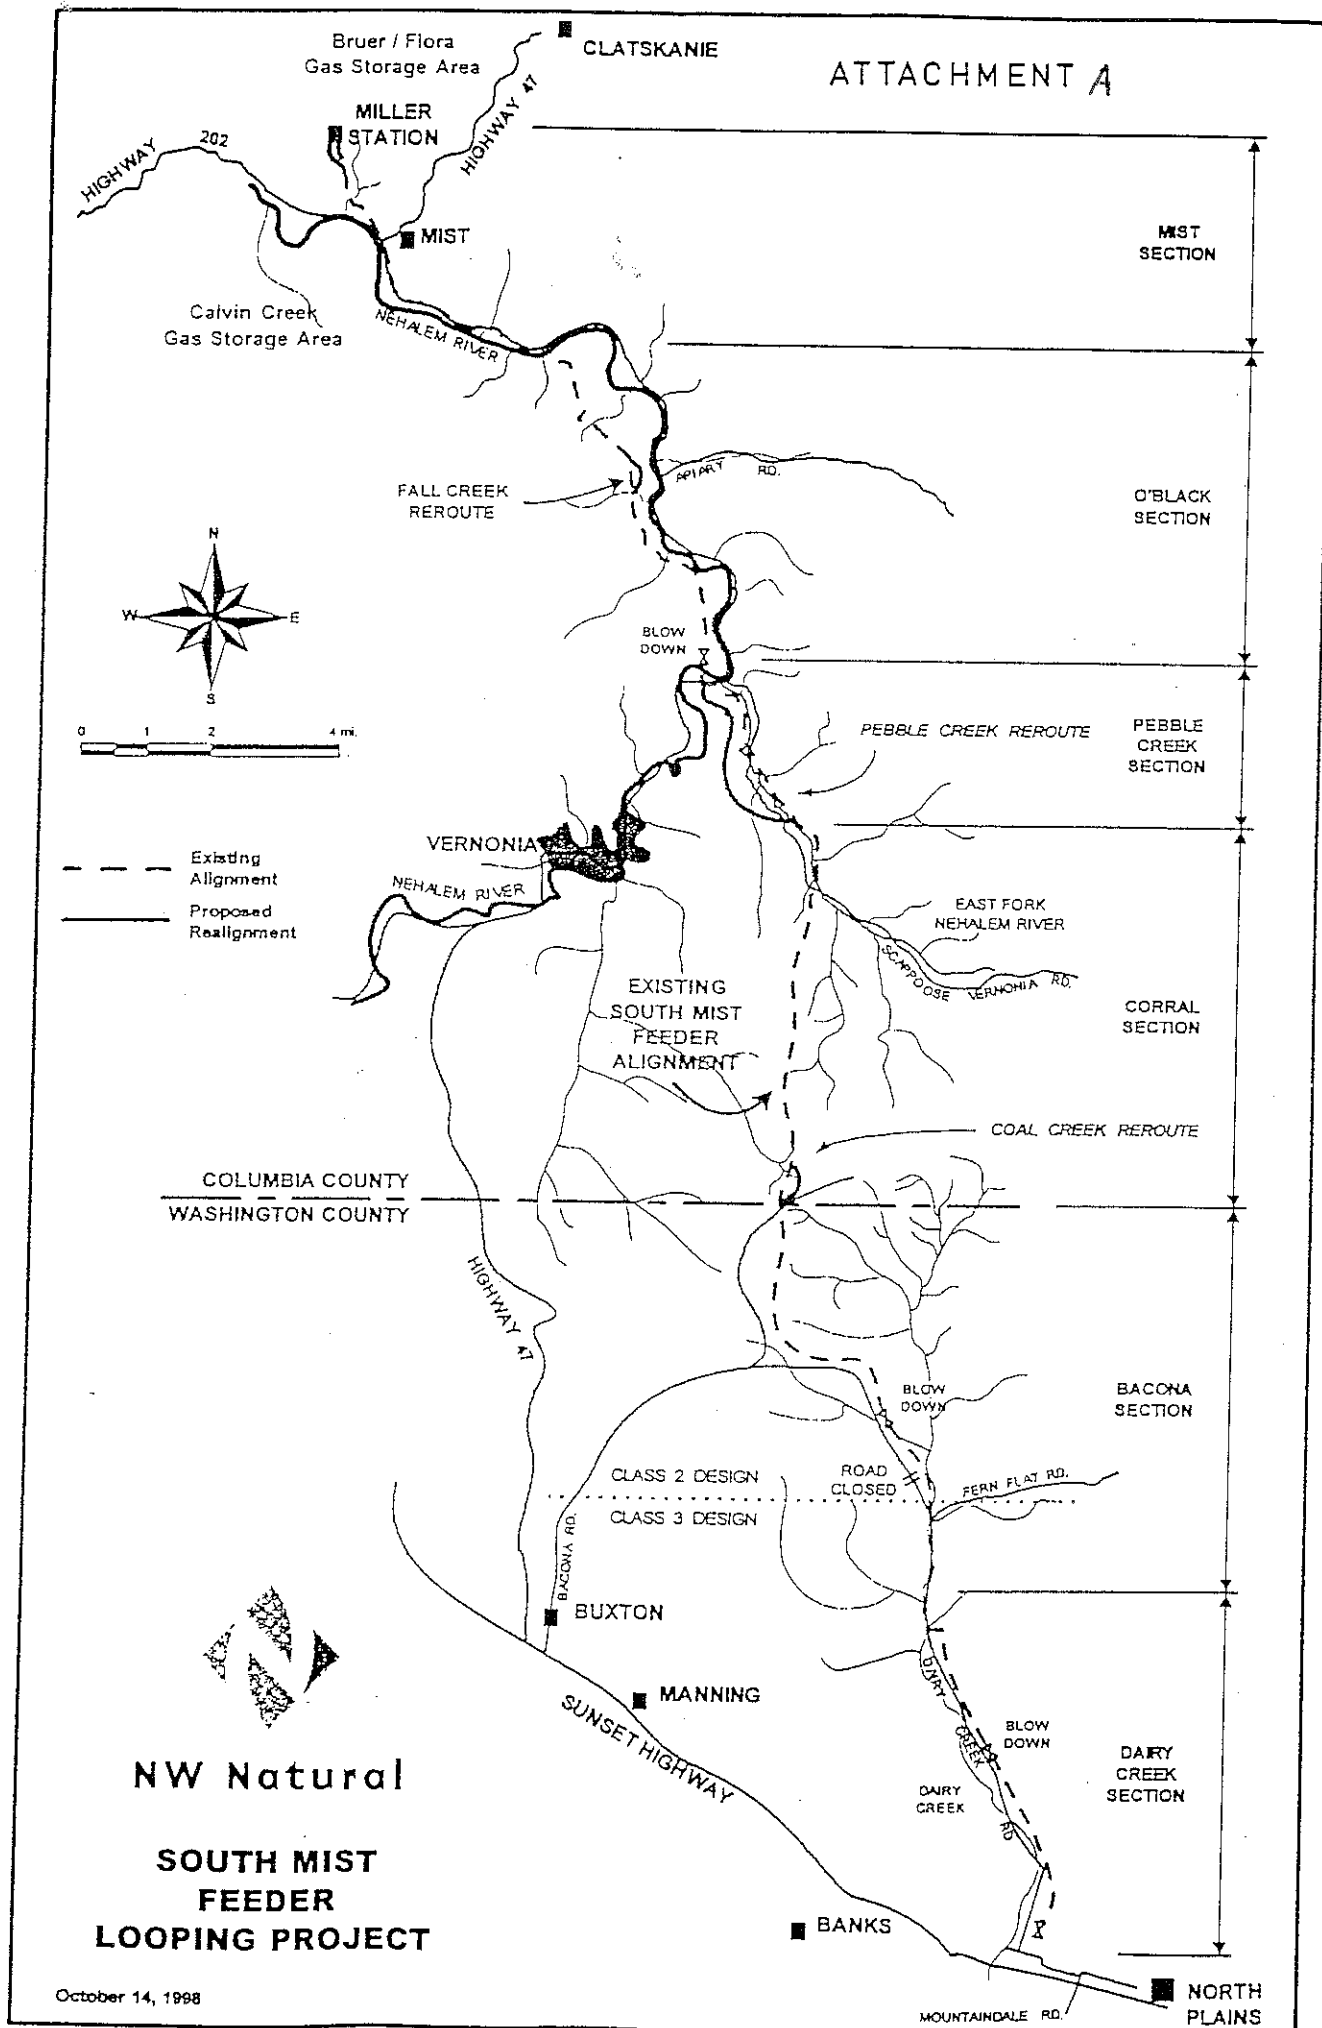 ATTACHMENT A
CLATSKANIE
Bruer / Flora
Gas Storage Area
MILLER
STATION
HIGHWAY 47
HIGHWAY 202
MIST
MIST
SECTION
Calvin Creek
Gas Storage Area
NEHALEM RIVER
APIARY RD.
FALL CREEK
REROUTE
O'BLACK
SECTION
N
W
E
S
BLOW
DOWN
0 1 2 4 mi.
PEBBLE CREEK REROUTE
PEBBLE
CREEK
SECTION
VERNONIA
Existing
Alignment
Proposed
Realignment
NEHALEM RIVER
EAST FORK
NEHALEM RIVER
SCAPPOOSE VERNONIA RD.
EXISTING
SOUTH MIST
FEEDER
ALIGNMENT
CORRAL
SECTION
COAL CREEK REROUTE
COLUMBIA COUNTY
WASHINGTON COUNTY
HIGHWAY 47
BLOW
DOWN
BACONA
SECTION
ROAD
CLOSED
FERN FLAT RD.
CLASS 2 DESIGN
CLASS 3 DESIGN
BACONA RD.
BUXTON
MANNING
SUNSET HIGHWAY
DAIRY CREEK RD
BLOW
DOWN
DAIRY
CREEK
DAIRY
CREEK
SECTION
NW Natural
SOUTH MIST
FEEDER
LOOPING PROJECT
BANKS
October 14, 1998
MOUNTAINDALE RD.
NORTH
PLAINS